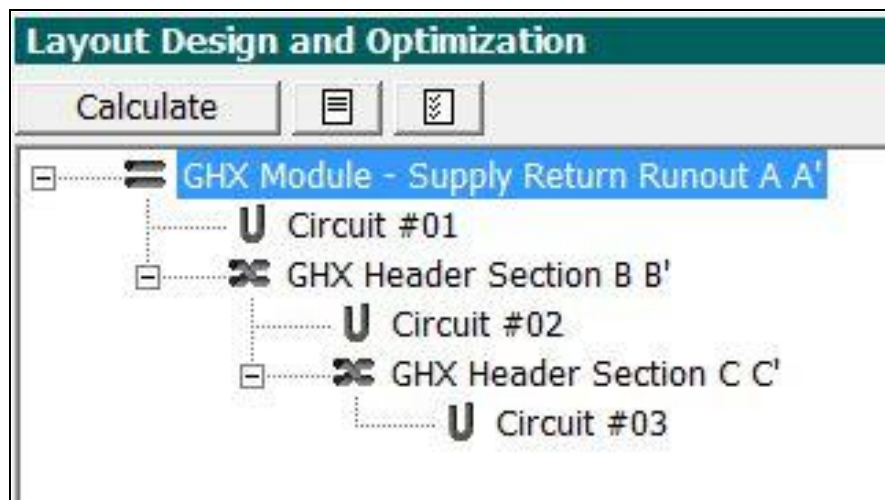 Layout Design and Optimization
Calculate
GHX Module - Supply Return Runout A A'
Circuit #01
GHX Header Section B B'
Circuit #02
GHX Header Section C C'
Circuit #03